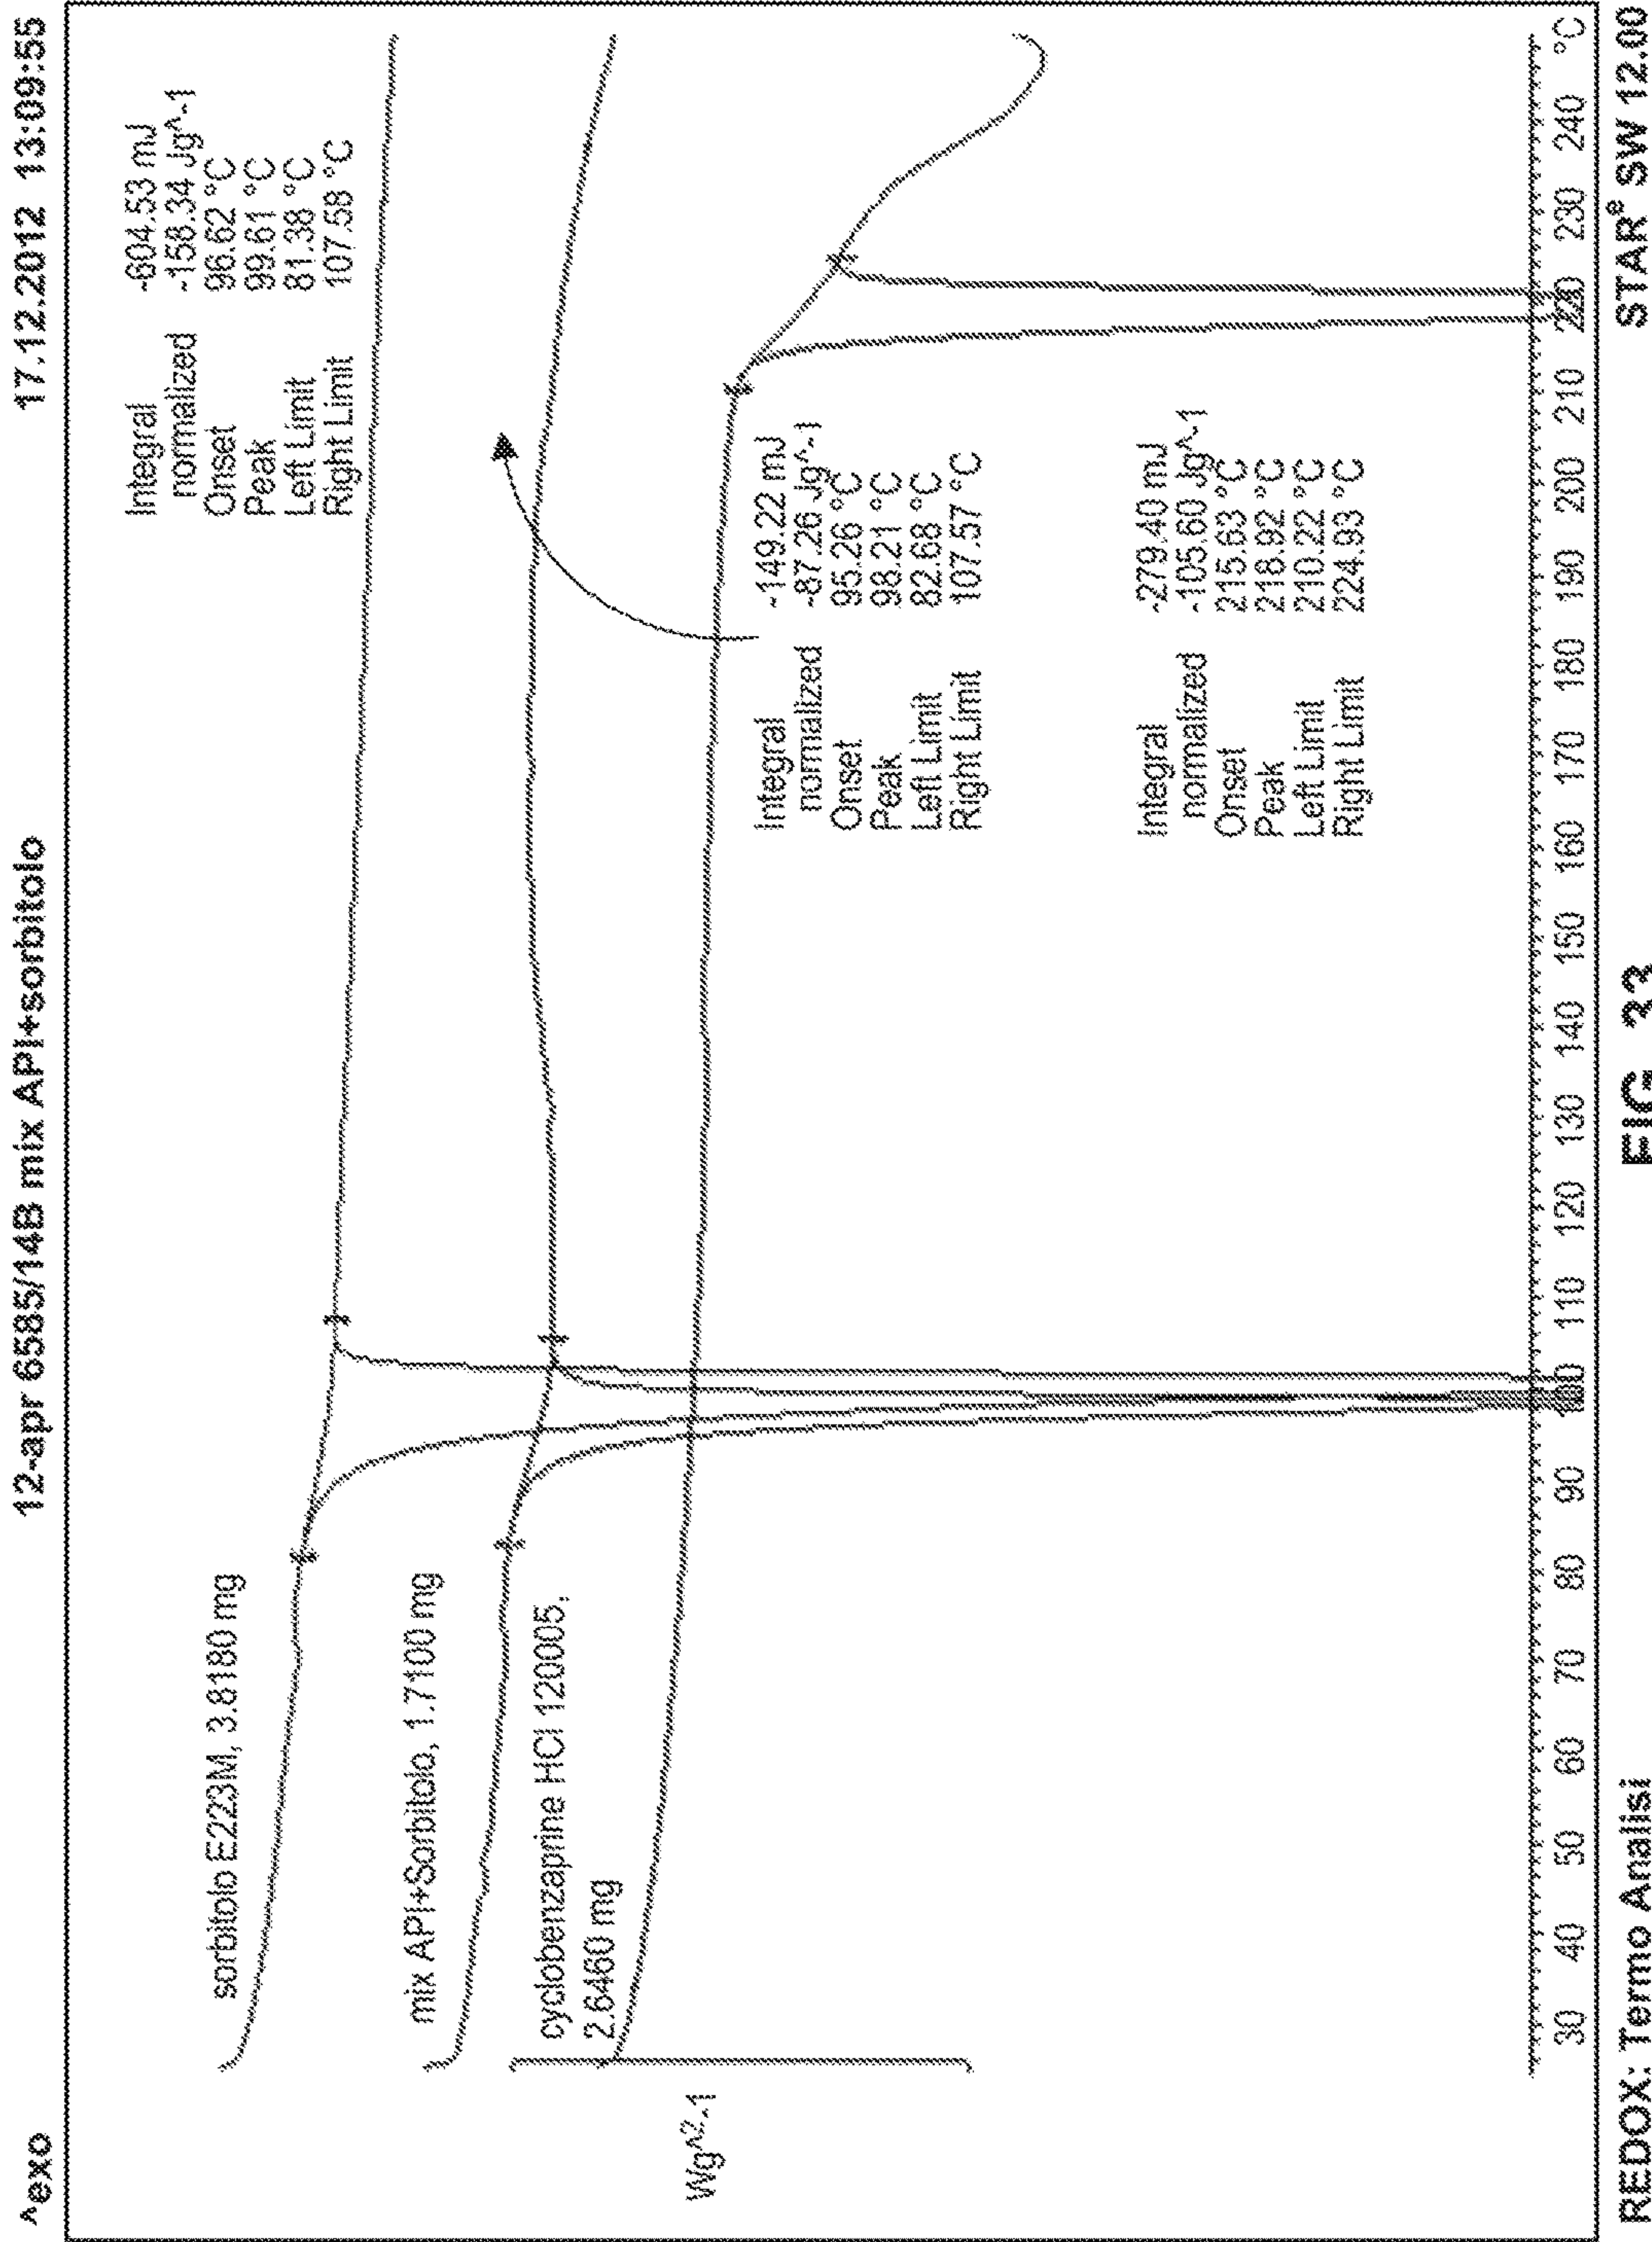 ^exo
12-apr 6585/14B mix API+sorbitolo
17.12.2012 13:09:55
sorbitolo E223M, 3.8180 mg
Integral -604.53 mJ
normalized -158.34 Jg^-1
Onset 96.62 °C
Peak 99.61 °C
Left Limit 81.38 °C
Right Limit 107.58 °C
mix API+Sorbitolo, 1.7100 mg
cyclobenzaprine HCl 120005,
2.6460 mg
Wg^2-1
Integral -149.22 mJ
normalized -87.26 Jg^-1
Onset 95.26 °C
Peak 98.21 °C
Left Limit 82.68 °C
Right Limit 107.57 °C
Integral -279.40 mJ
normalized -105.60 Jg^-1
Onset 215.63 °C
Peak 218.92 °C
Left Limit 210.22 °C
Right Limit 224.93 °C
30 40 50 60 70 80 90 100 110 120 130 140 150 160 170 180 190 200 210 220 230 240 °C
REDOX: Termo Analisi
FIG. 33
STARe SW 12.00